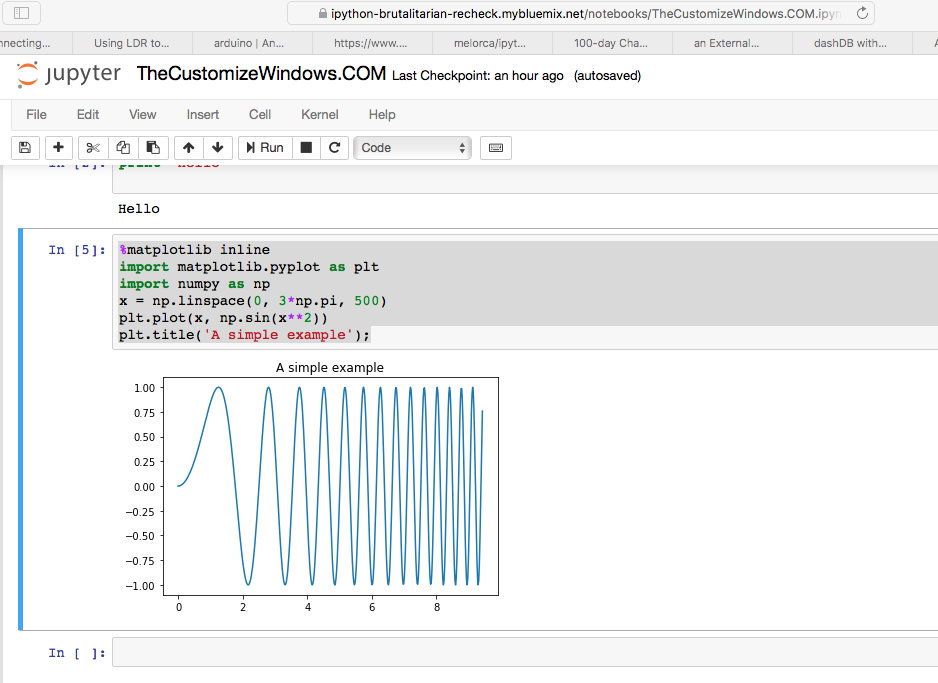 ipython-brutalitarian-recheck.mybluemix.net/notebooks/TheCustomizeWindows.COM.ipyn
nnecting... Using LDR to... arduino | An... https://www.... melorca/ipyt... 100-day Cha... an External... dashDB with...
jupyter TheCustomizeWindows.COM Last Checkpoint: an hour ago (autosaved)
File Edit View Insert Cell Kernel Help
Run Code
In [2]: print "Hello"
Hello
In [5]: %matplotlib inline
import matplotlib.pyplot as plt
import numpy as np
x = np.linspace(0, 3*np.pi, 500)
plt.plot(x, np.sin(x**2))
plt.title('A simple example');
A simple example
1.00
0.75
0.50
0.25
0.00
−0.25
−0.50
−0.75
−1.00
0 2 4 6 8
In [ ]: